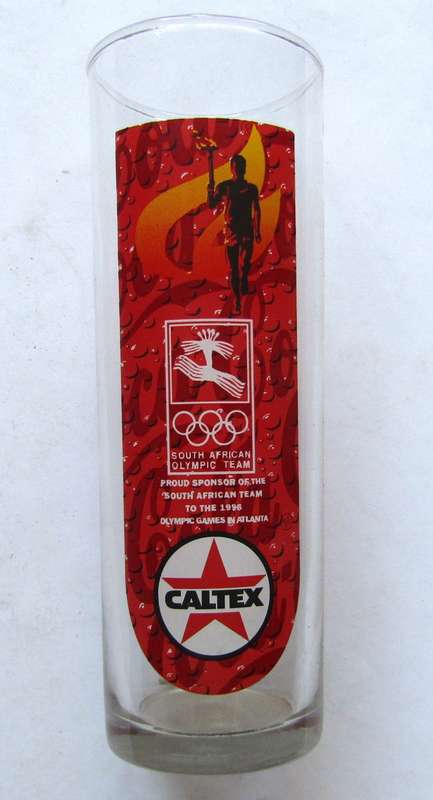 SOUTH AFRICAN
OLYMPIC TEAM
PROUD SPONSOR OF THE
SOUTH AFRICAN TEAM
TO THE 1996
OLYMPIC GAMES IN ATLANTA
CALTEX